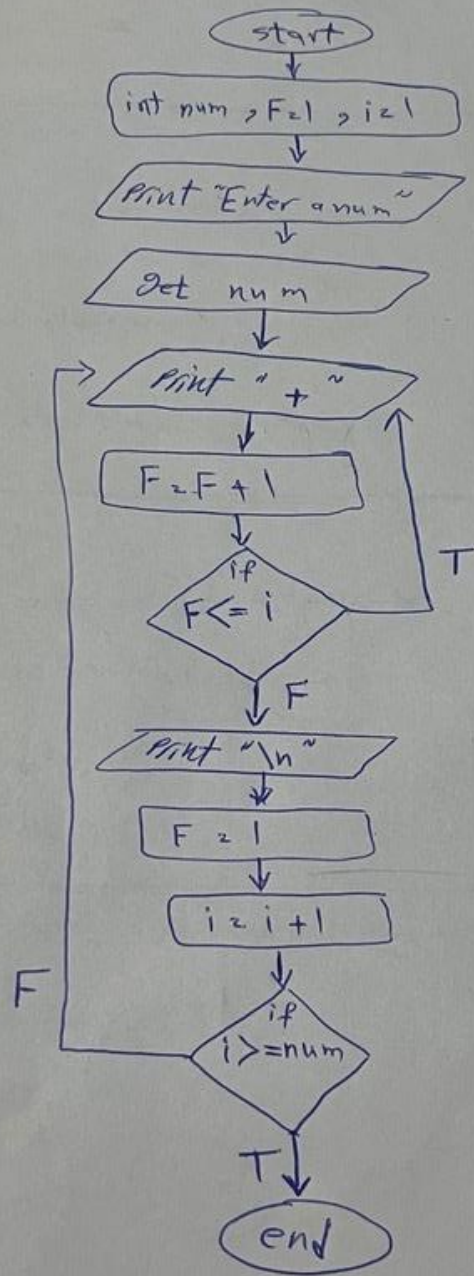 start
int num , F=1 , i=1
Print "Enter a num"
Get num
Print " + "
F = F + 1
if
F <= i
T
F
Print "\n"
F = 1
i = i + 1
F
if
i >= num
T
end